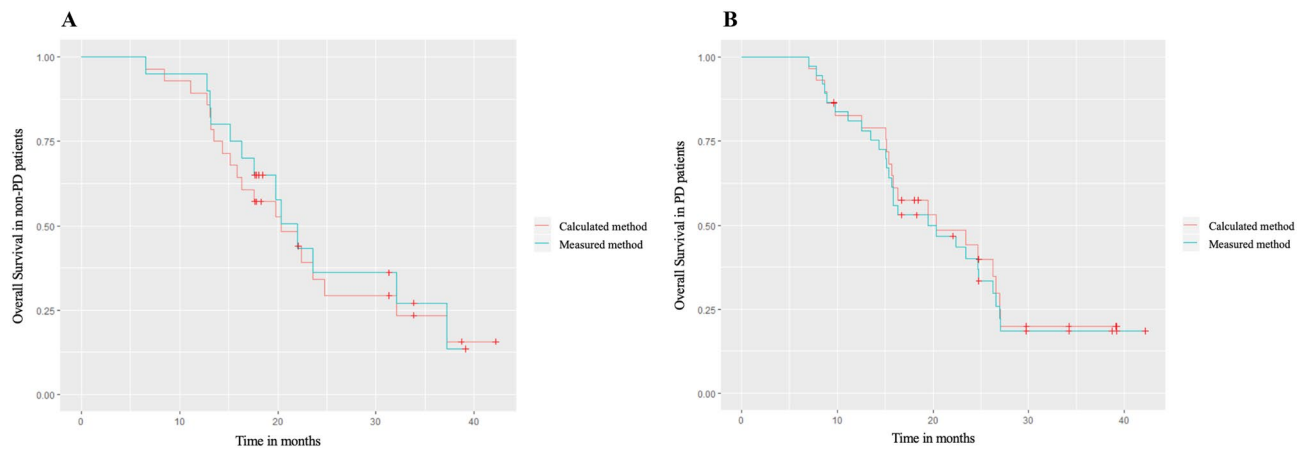 A
Overall Survival in non-PD patients
1.00
0.75
0.50
0.25
0.00
0 10 20 30 40
Time in months
Calculated method
Measured method
B
Overall Survival in PD patients
1.00
0.75
0.50
0.25
0.00
0 10 20 30 40
Time in months
Calculated method
Measured method